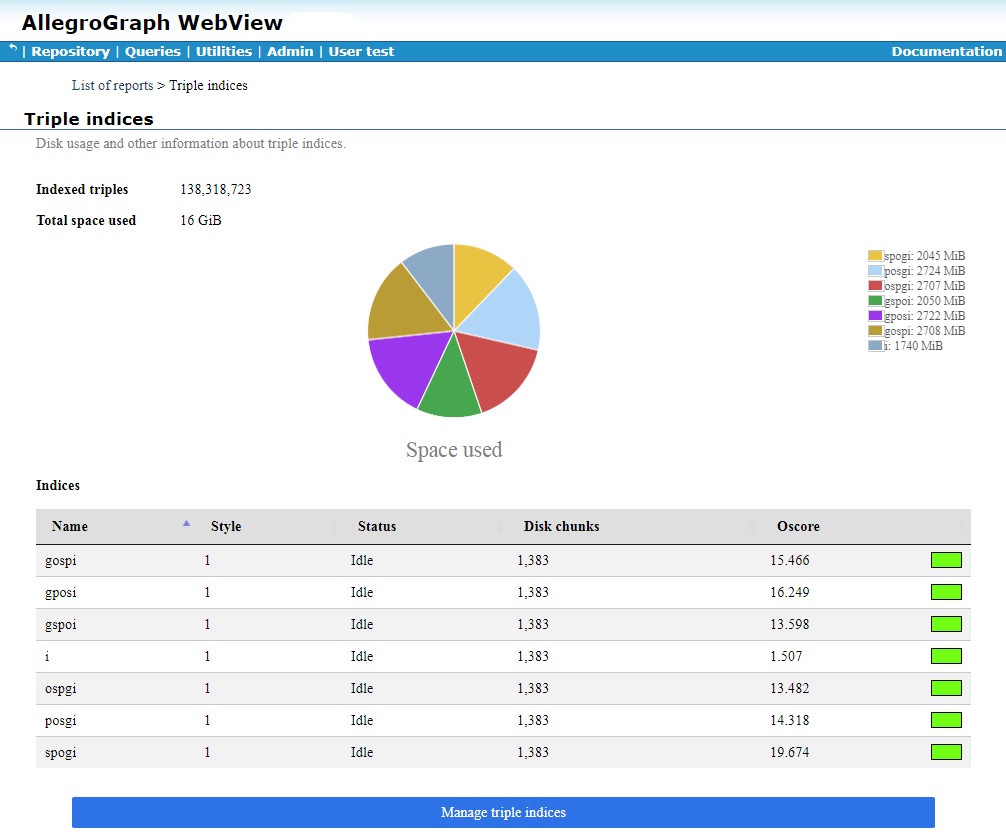 AllegroGraph WebView
| Repository | Queries | Utilities | Admin | User test Documentation
List of reports > Triple indices
Triple indices
Disk usage and other information about triple indices.
Indexed triples 138,318,723
Total space used 16 GiB
spogi: 2045 MiB
posgi: 2724 MiB
ospgi: 2707 MiB
gspoi: 2050 MiB
gposi: 2722 MiB
gospi: 2708 MiB
i: 1740 MiB
Space used
Indices
Name Style Status Disk chunks Oscore
gospi 1 Idle 1,383 15.466
gposi 1 Idle 1,383 16.249
gspoi 1 Idle 1,383 13.598
i 1 Idle 1,383 1.507
ospgi 1 Idle 1,383 13.482
posgi 1 Idle 1,383 14.318
spogi 1 Idle 1,383 19.674
Manage triple indices